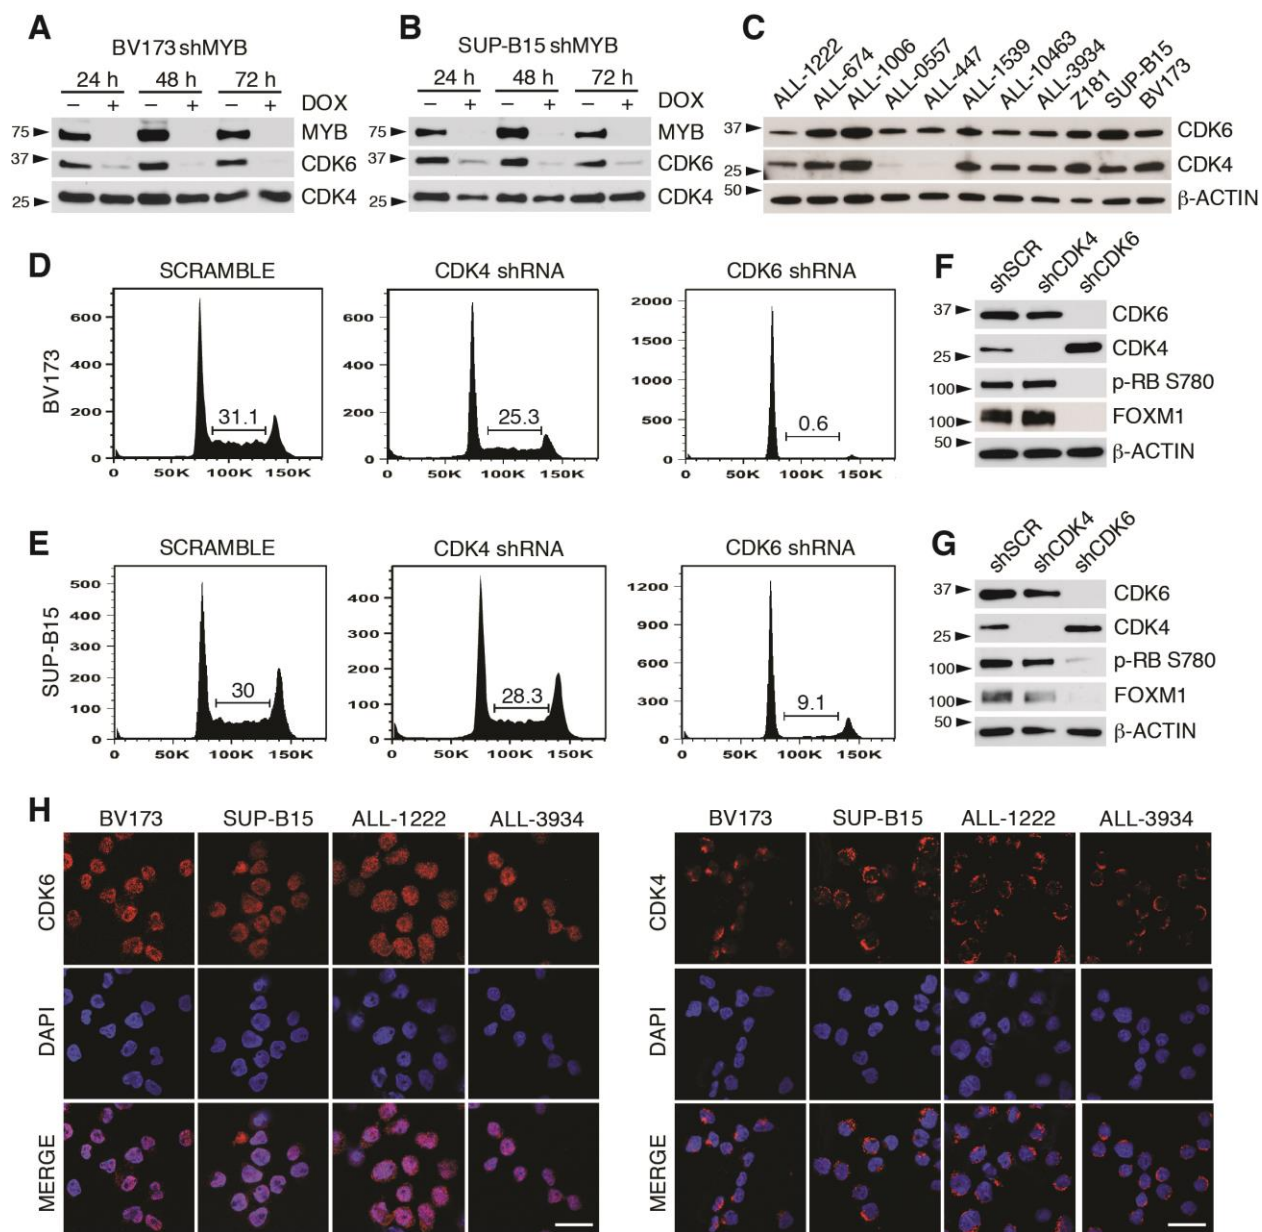 A
BV173 shMYB
24 h 48 h 72 h
– + – + – + DOX
75 MYB
37 CDK6
25 CDK4
B
SUP-B15 shMYB
24 h 48 h 72 h
– + – + – + DOX
75 MYB
37 CDK6
25 CDK4
C
ALL-1222 ALL-674 ALL-1006 ALL-0557 ALL-447 ALL-1539 ALL-10463 ALL-3934 Z181 SUP-B15 BV173
37 CDK6
25 CDK4
50 β-ACTIN
D
BV173
SCRAMBLE
600
400
200
0
31.1
0 50K 100K 150K
CDK4 shRNA
600
400
200
0
25.3
0 50K 100K 150K
CDK6 shRNA
2000
1500
1000
500
0
0.6
0 50K 100K 150K
E
SUP-B15
SCRAMBLE
500
400
300
200
100
0
30
0 50K 100K 150K
CDK4 shRNA
400
300
200
100
0
28.3
0 50K 100K 150K
CDK6 shRNA
1200
900
600
300
0
9.1
0 50K 100K 150K
F
shSCR shCDK4 shCDK6
37 CDK6
25 CDK4
100 p-RB S780
100 FOXM1
50 β-ACTIN
G
shSCR shCDK4 shCDK6
37 CDK6
25 CDK4
100 p-RB S780
100 FOXM1
50 β-ACTIN
H
BV173 SUP-B15 ALL-1222 ALL-3934
CDK6
DAPI
MERGE
BV173 SUP-B15 ALL-1222 ALL-3934
CDK4
DAPI
MERGE